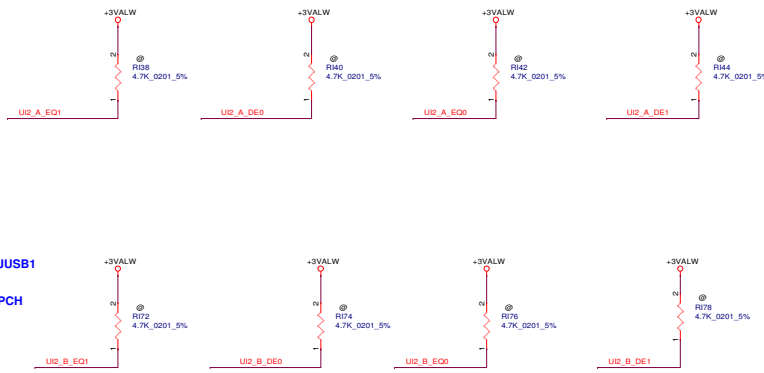 +3VALW +3VALW +3VALW +3VALW
2 @ 2 @ 2 @ 2 @
RI38 RI40 RI42 RI44
4.7K_0201_5% 4.7K_0201_5% 4.7K_0201_5% 4.7K_0201_5%
1 1 1 1
UI2_A_EQ1 UI2_A_DE0 UI2_A_EQ0 UI2_A_DE1
JUSB1 +3VALW +3VALW +3VALW +3VALW
PCH
2 @ 2 @ 2 @ 2 @
RI72 RI74 RI76 RI78
4.7K_0201_5% 4.7K_0201_5% 4.7K_0201_5% 4.7K_0201_5%
1 1 1 1
UI2_B_EQ1 UI2_B_DE0 UI2_B_EQ0 UI2_B_DE1